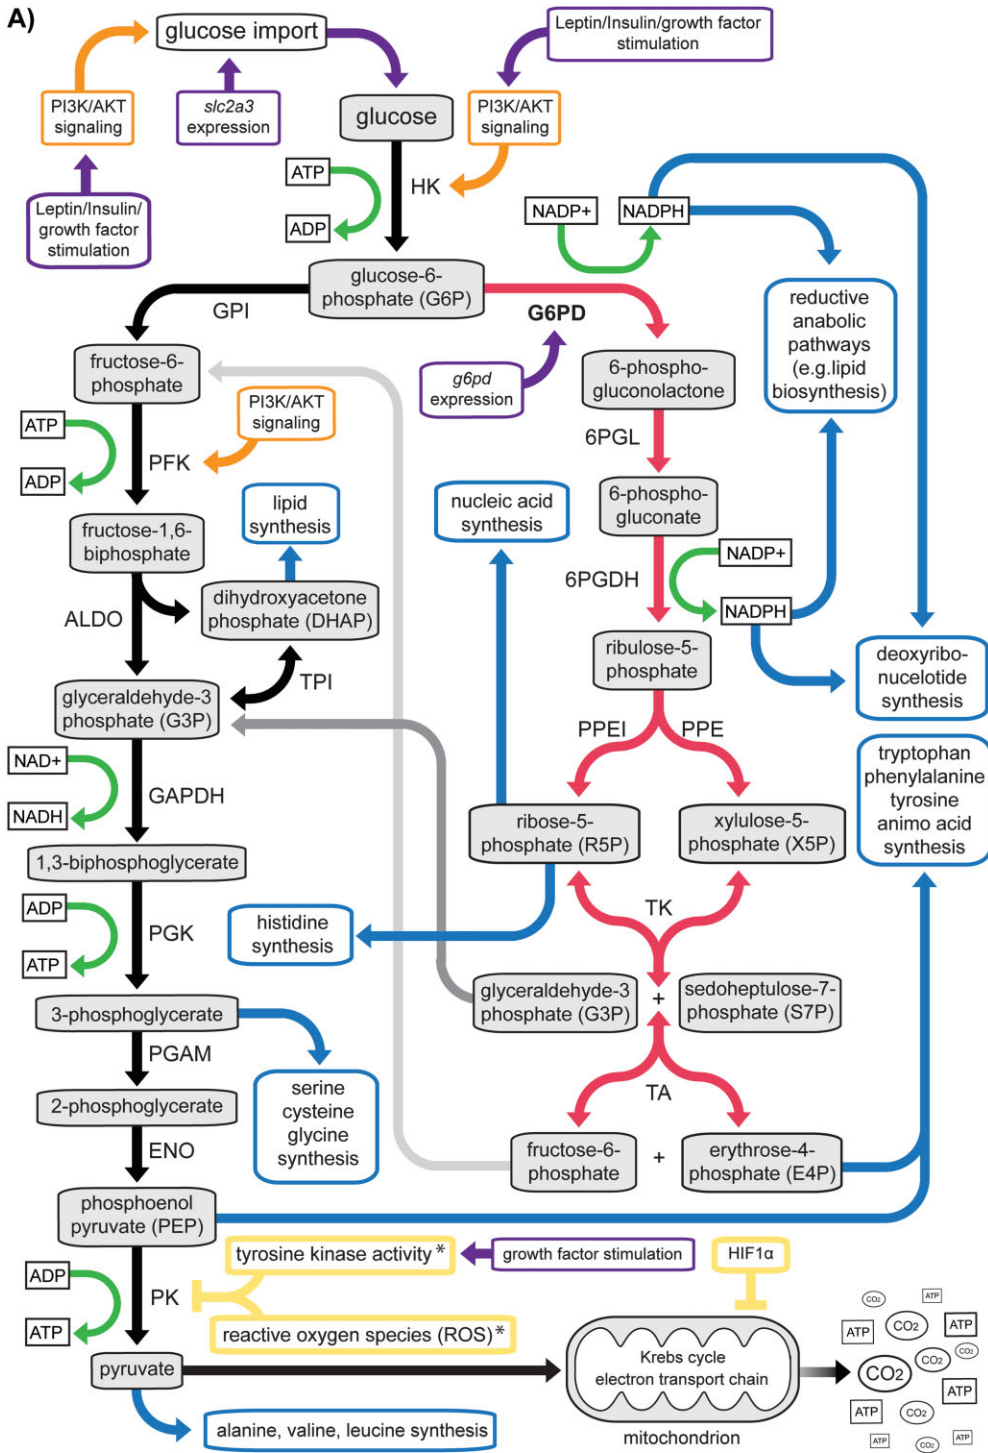 A)
glucose import
Leptin/Insulin/growth factor
stimulation
PI3K/AKT
signaling
slc2a3
expression
glucose
PI3K/AKT
signaling
ATP
HK
ADP
Leptin/Insulin/
growth factor
stimulation
NADP+
NADPH
glucose-6-
phosphate (G6P)
GPI
G6PD
reductive
anabolic
pathways
(e.g.lipid
biosynthesis)
fructose-6-
phosphate
g6pd
expression
6-phospho-
gluconolactone
PI3K/AKT
signaling
ATP
PFK
ADP
6PGL
lipid
synthesis
nucleic acid
synthesis
6-phospho-
gluconate
fructose-1,6-
biphosphate
NADP+
6PGDH
NADPH
dihydroxyacetone
phosphate (DHAP)
ALDO
ribulose-5-
phosphate
deoxyribo-
nucelotide
synthesis
TPI
glyceraldehyde-3
phosphate (G3P)
PPEI
PPE
tryptophan
phenylalanine
tyrosine
animo acid
synthesis
NAD+
GAPDH
NADH
ribose-5-
phosphate (R5P)
xylulose-5-
phosphate (X5P)
1,3-biphosphoglycerate
ADP
PGK
ATP
TK
histidine
synthesis
glyceraldehyde-3
phosphate (G3P)
+
sedoheptulose-7-
phosphate (S7P)
3-phosphoglycerate
PGAM
serine
cysteine
glycine
synthesis
TA
2-phosphoglycerate
ENO
fructose-6-
phosphate
+
erythrose-4-
phosphate (E4P)
phosphoenol
pyruvate (PEP)
tyrosine kinase activity*
growth factor stimulation
HIF1α
ADP
PK
ATP
reactive oxygen species (ROS)*
pyruvate
Krebs cycle
electron transport chain
mitochondrion
CO2
ATP
ATP
CO2
ATP
CO2
CO2
CO2
ATP
ATP
CO2
ATP
CO2
ATP
alanine, valine, leucine synthesis